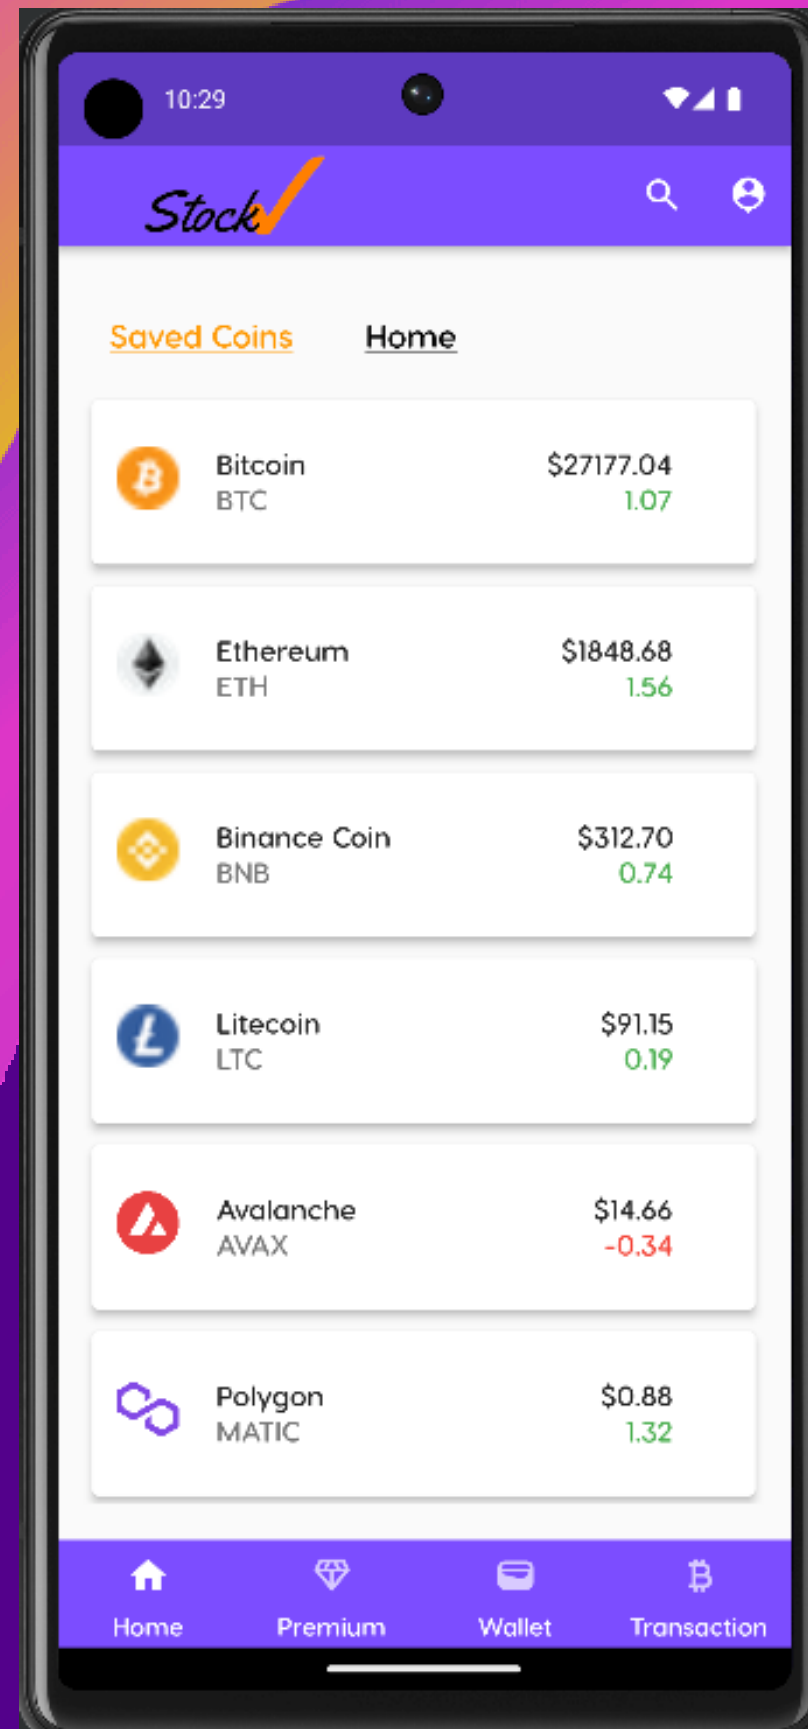 10:29
Stock
Saved Coins Home
Bitcoin $27177.04
BTC 1.07
Ethereum $1848.68
ETH 1.56
Binance Coin $312.70
BNB 0.74
Litecoin $91.15
LTC 0.19
Avalanche $14.66
AVAX -0.34
Polygon $0.88
MATIC 1.32
Home Premium Wallet Transaction